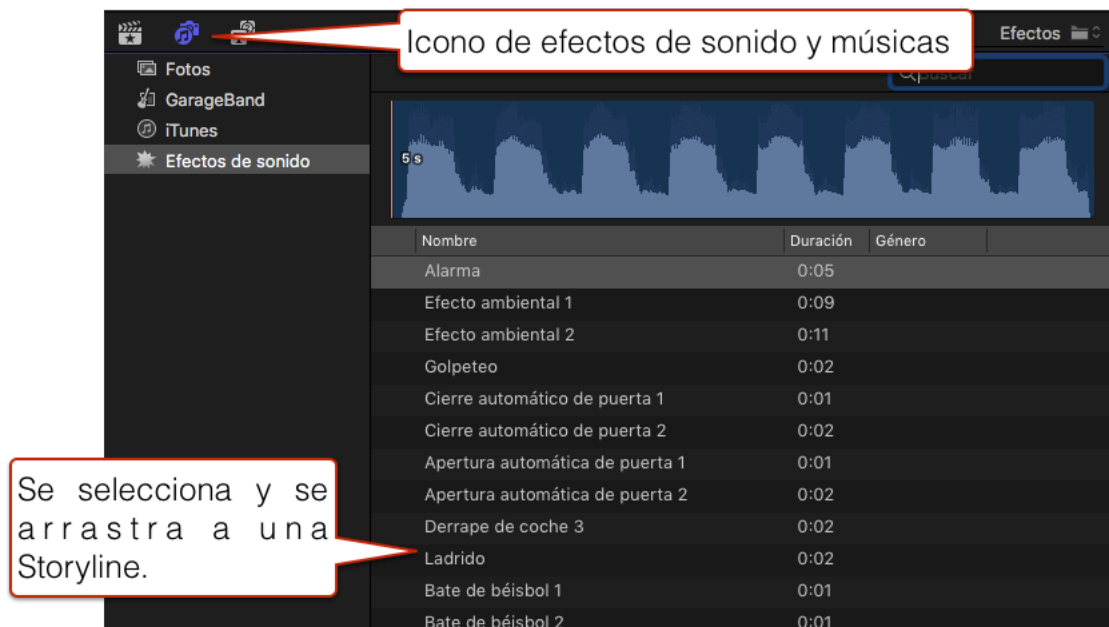 Icono de efectos de sonido y músicas
Efectos
Fotos
Buscar
GarageBand
iTunes
Efectos de sonido
5 s
Nombre Duración Género
Alarma 0:05
Efecto ambiental 1 0:09
Efecto ambiental 2 0:11
Golpeteo 0:02
Cierre automático de puerta 1 0:01
Cierre automático de puerta 2 0:02
Apertura automática de puerta 1 0:01
Apertura automática de puerta 2 0:02
Derrape de coche 3 0:02
Ladrido 0:02
Bate de béisbol 1 0:01
Bate de béisbol 2 0:01
Se selecciona y se
arrastra a una
Storyline.